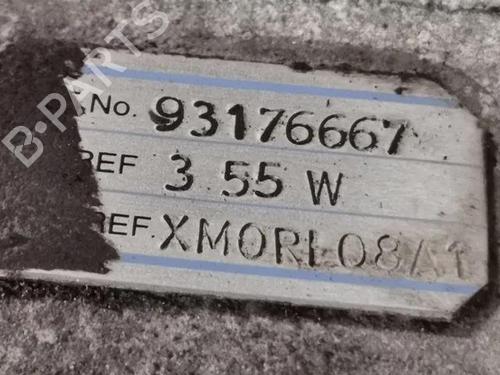 B-PARTS
.No. 93176667
REF 3 55 W
REF. XMORL08A1